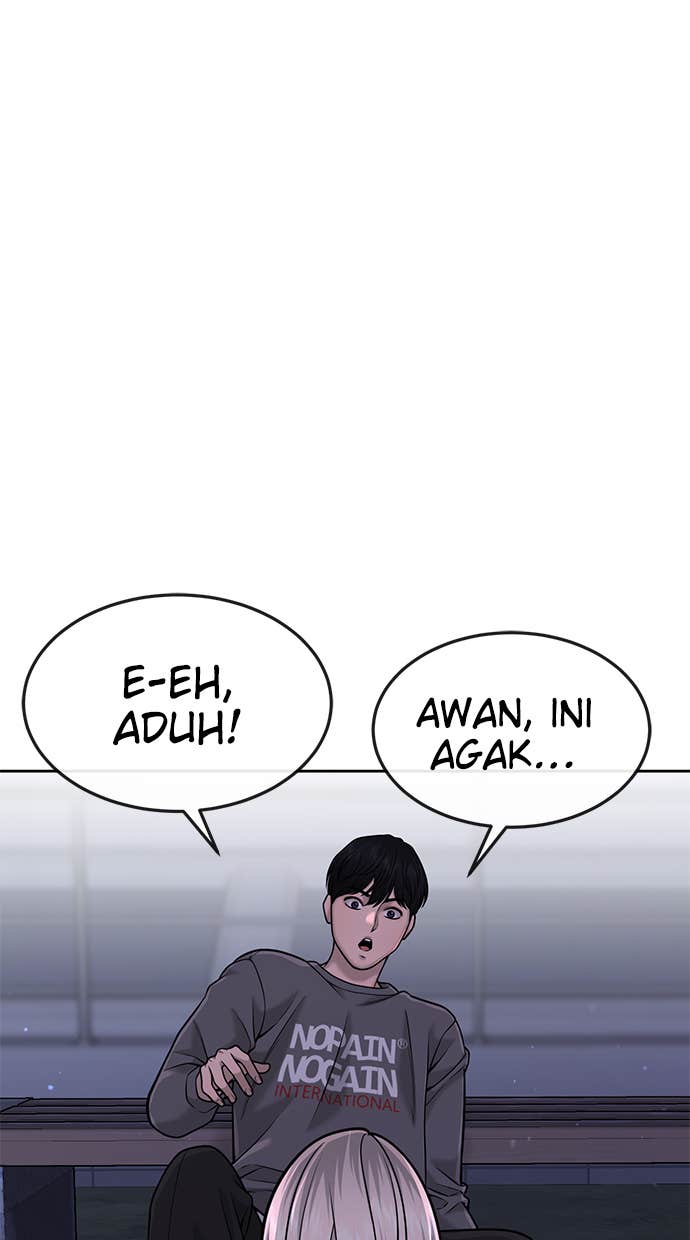 E-EH,
ADUH!
AWAN, INI
AGAK...
NOPAIN®
NOGAIN
INTERNATIONAL